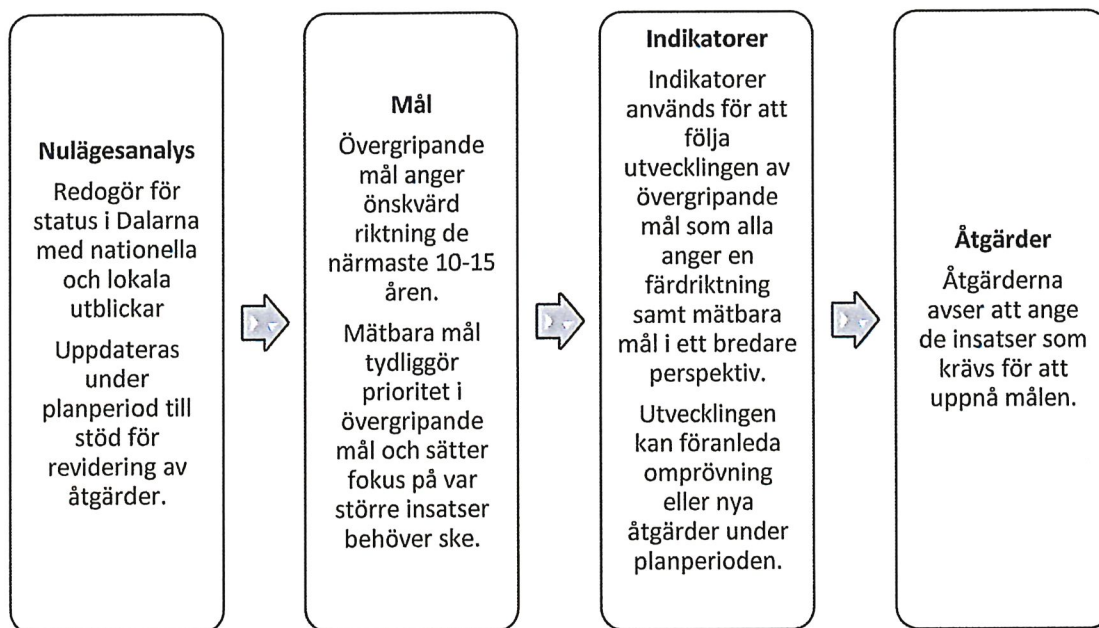 Nulägesanalys
Redogör för
status i Dalarna
med nationella
och lokala
utblickar
Uppdateras
under
planperiod till
stöd för
revidering av
åtgärder.
Mål
Övergripande
mål anger
önskvärd
riktning de
närmaste 10-15
åren.
Mätbara mål
tydliggör
prioritet i
övergripande
mål och sätter
fokus på var
större insatser
behöver ske.
Indikatorer
Indikatorer
används för att
följa
utvecklingen av
övergripande
mål som alla
anger en
färdriktning
samt mätbara
mål i ett bredare
perspektiv.
Utvecklingen
kan föranleda
omprövning
eller nya
åtgärder under
planperioden.
Åtgärder
Åtgärderna
avser att ange
de insatser som
krävs för att
uppnå målen.